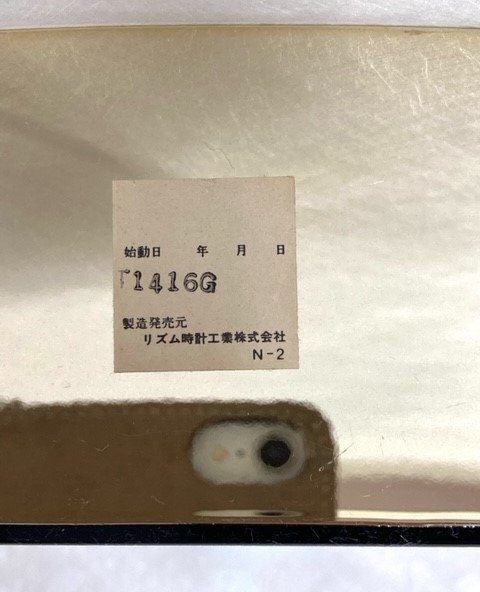 始動日 年 月 日
T1416G
製造発売元
リズム時計工業株式会社
N-2